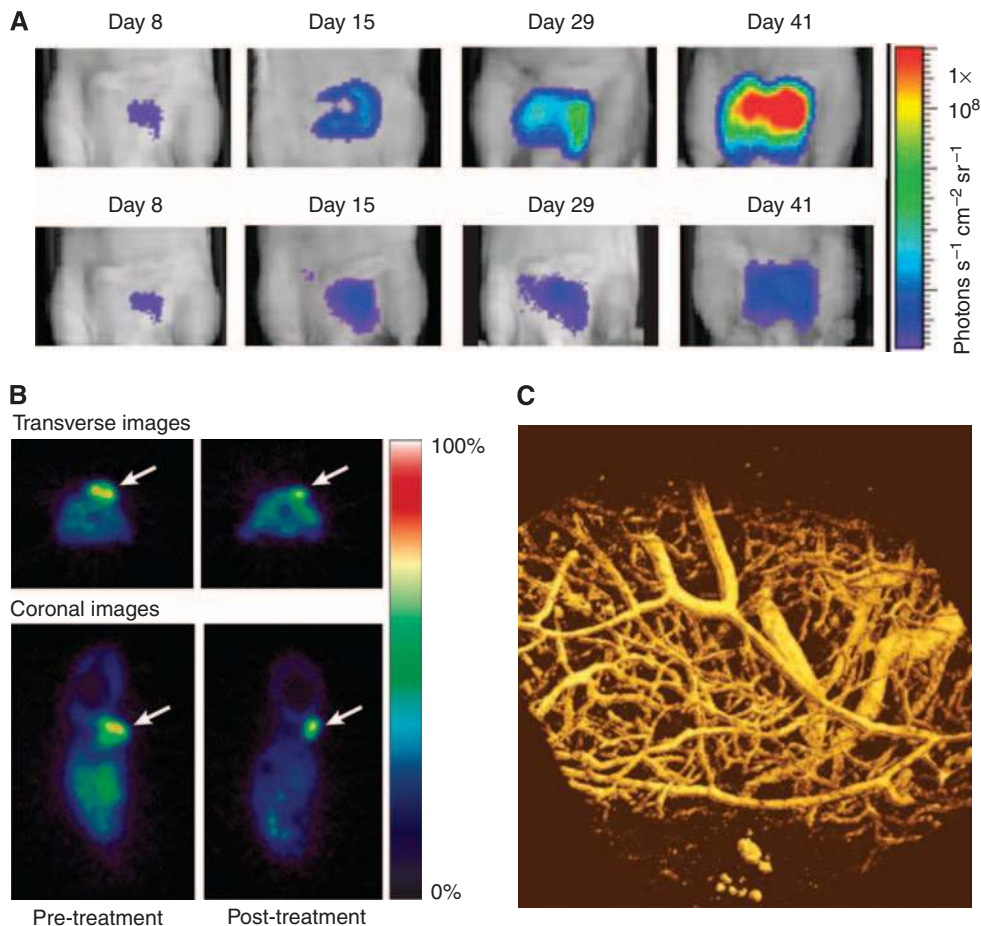 A
Day 8 Day 15 Day 29 Day 41
1×
10⁸
Photons s⁻¹ cm⁻² sr⁻¹
Day 8 Day 15 Day 29 Day 41
B
Transverse images
100%
Coronal images
0%
Pre-treatment Post-treatment
C